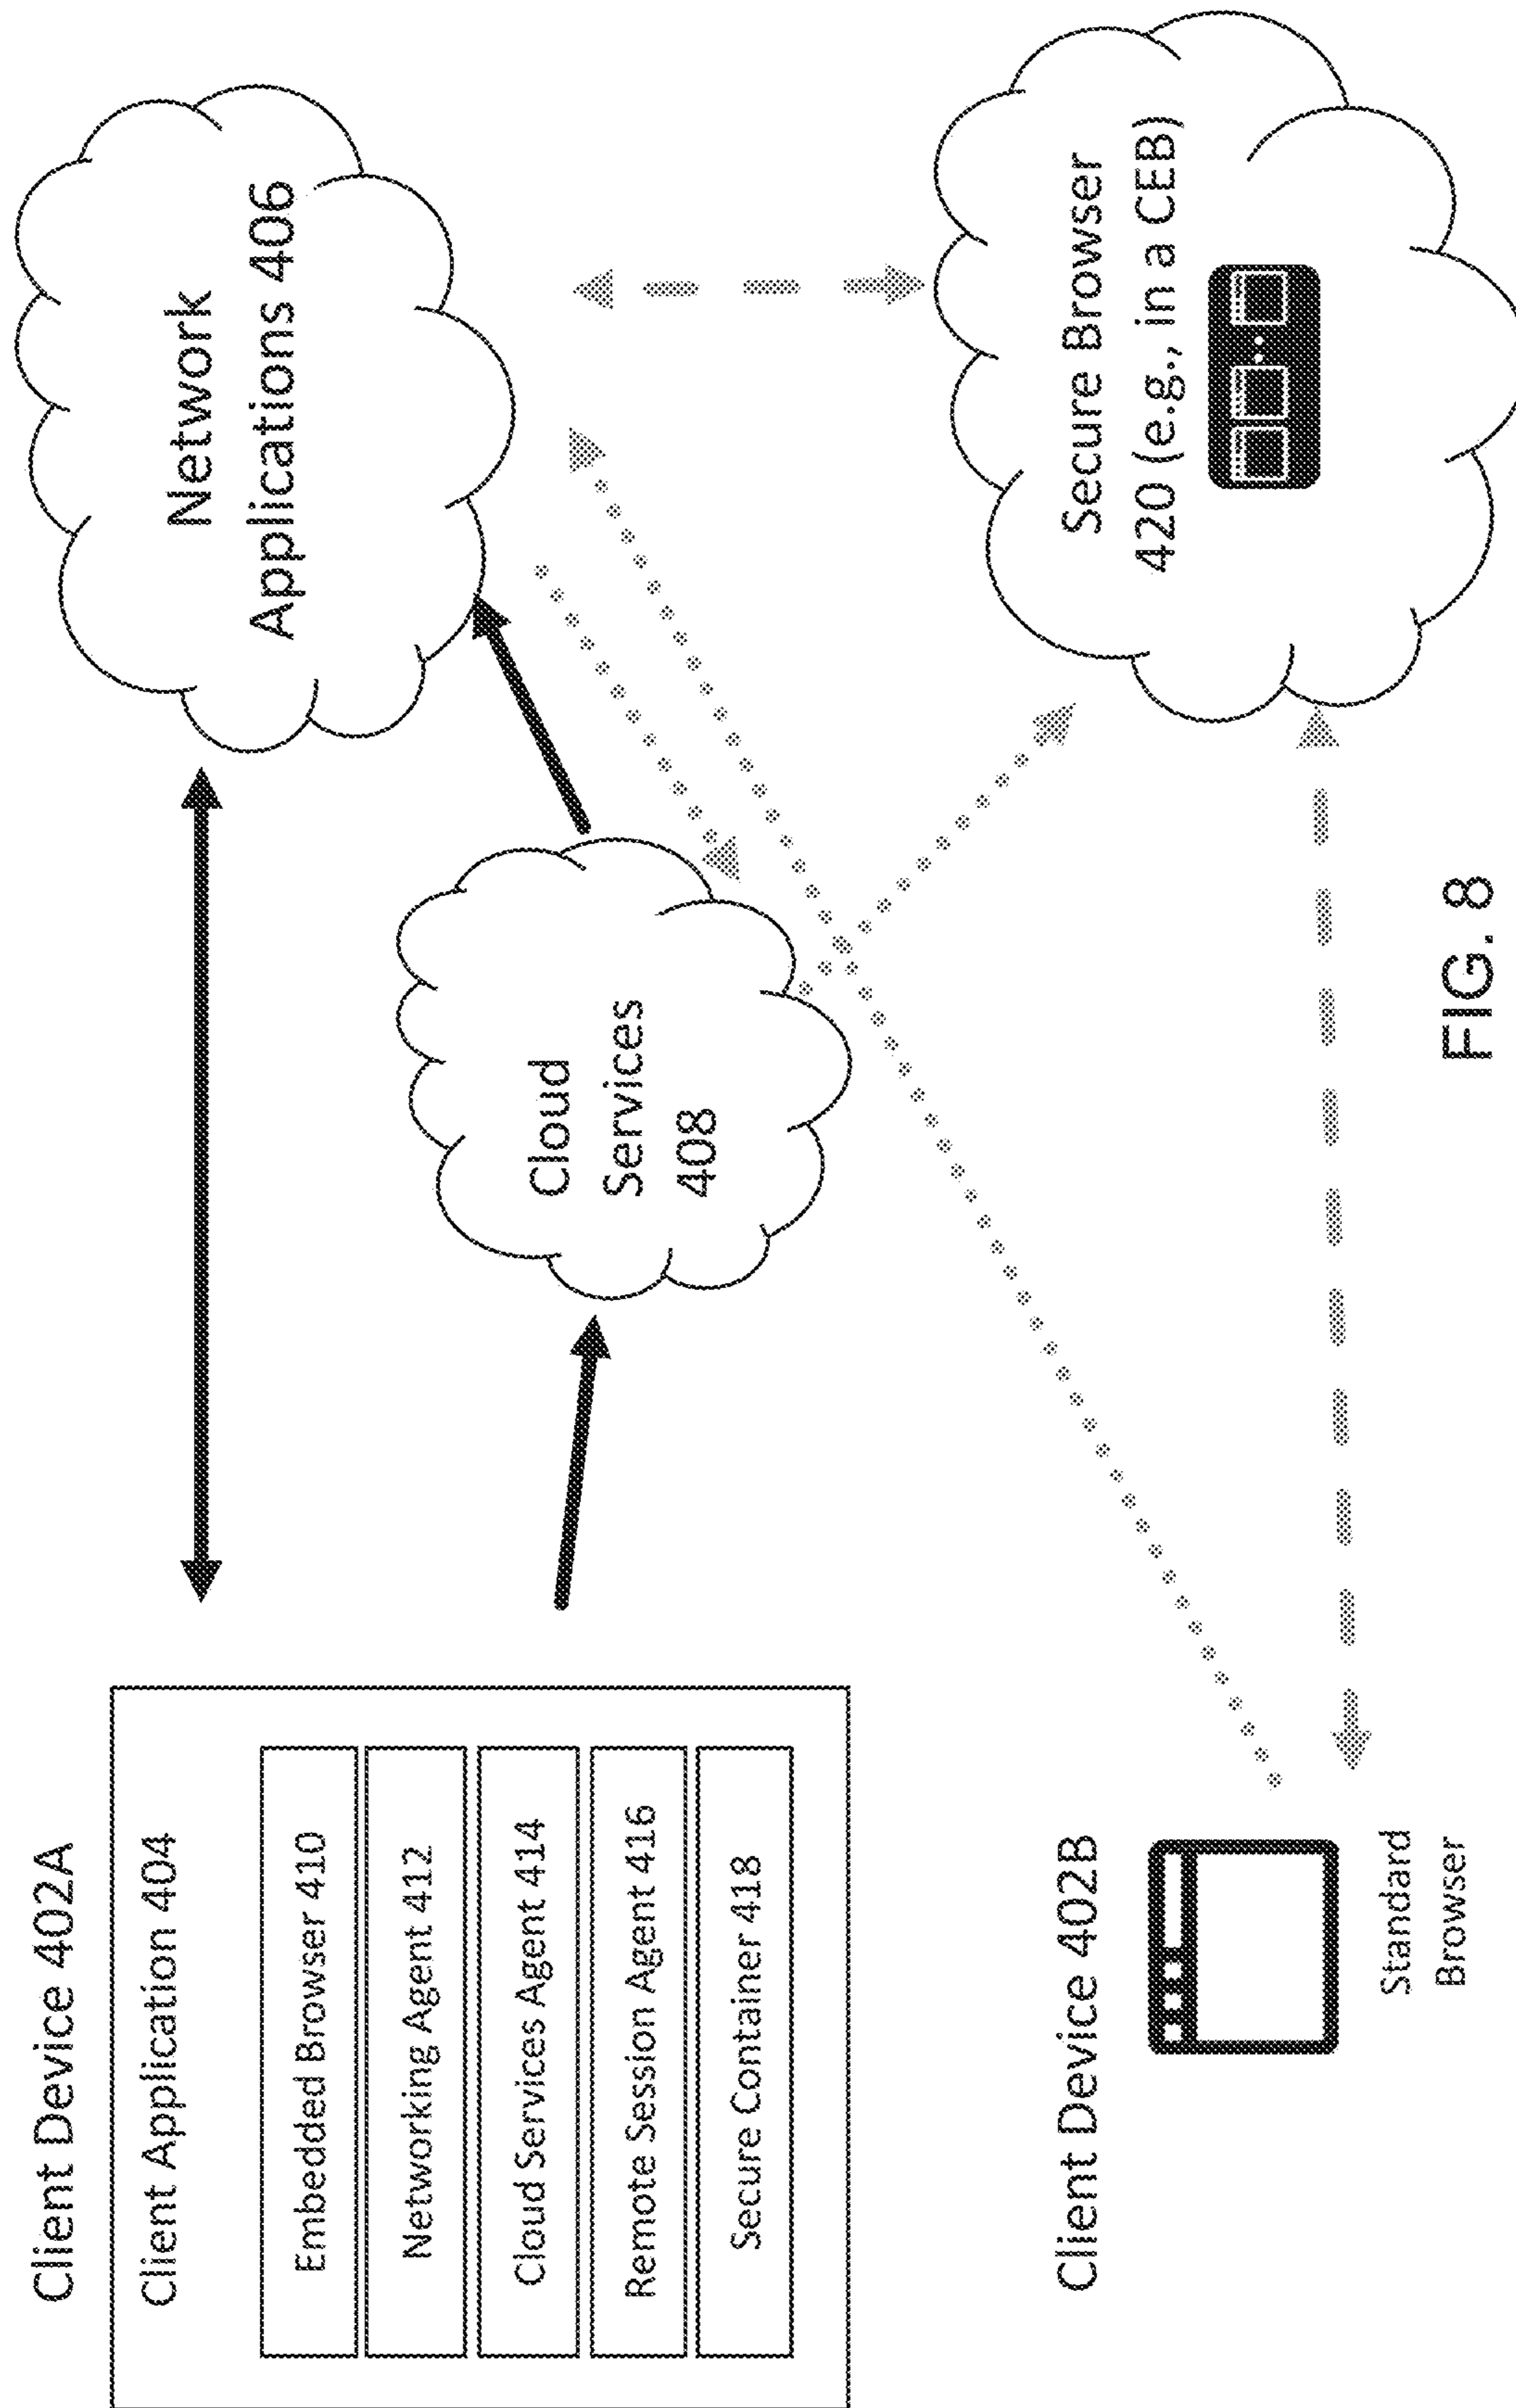 Client Device 402A
Client Application 404
Embedded Browser 410
Networking Agent 412
Cloud Services Agent 414
Remote Session Agent 416
Secure Container 418
Network
Applications 406
Cloud
Services
408
Client Device 402B
Standard
Browser
Secure Browser
420 (e.g., in a CEB)
FIG. 8